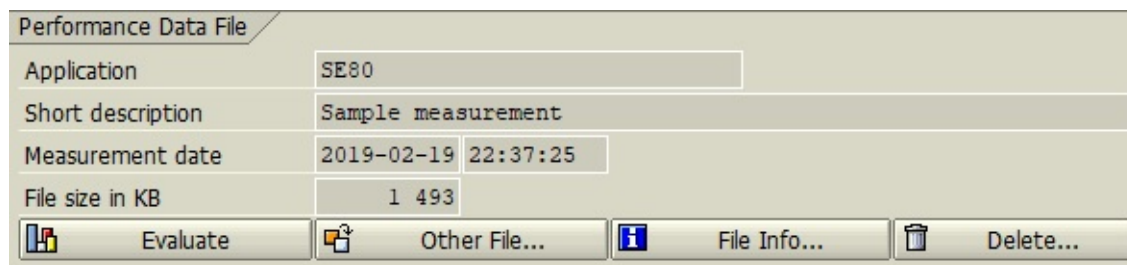 Performance Data File
Application SE80
Short description Sample measurement
Measurement date 2019-02-19 22:37:25
File size in KB 1 493
Evaluate Other File... File Info... Delete...